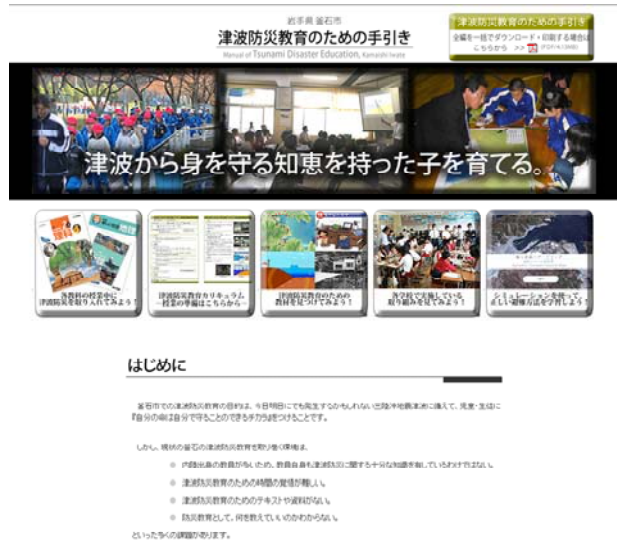 岩手県 釜石市
津波防災教育のための手引き
Manual of Tsunami Disaster Education, Kamaishi Iwate
津波防災教育のための手引き
全編を一括でダウンロード・印刷する場合は
こちらから >>
津波から身を守る知恵を持った子を育てる。
理科
地理
各教科の授業中に
津波防災を取り入れてみよう!
津波防災教育カリキュラム
―授業の準備はこちらから―
津波防災教育のための
教材を見つけてみよう!
各学校で実施している
取り組みを見てみよう!
シミュレーションを使って、
正しい避難方法を学習しよう!
はじめに
釜石市での津波防災教育の目的は、今日明日にでも発生するかもしれない三陸沖地震津波に備えて、児童・生徒に
『自分の命は自分で守ることのできるチカラ』をつけることです。
しかし、現状の釜石の津波防災教育を取り巻く環境は、
内陸出身の教員が多いため、教員自身も津波防災に関する十分な知識を有しているわけではない。
津波防災教育のための時間の覚悟が難しい。
津波防災教育のためのテキストや資料がない。
防災教育として、何を教えていいのかわからない。
といった多くの課題があります。